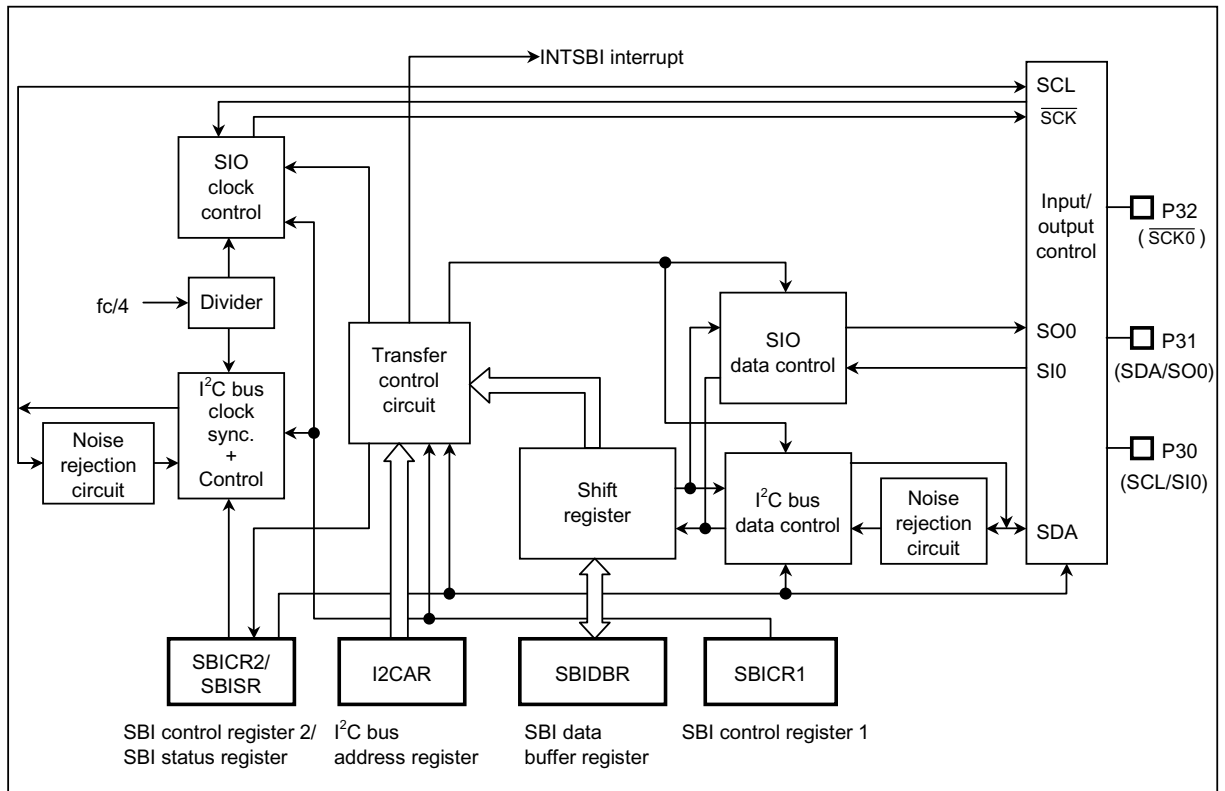 INTSBI interrupt
SCL
SCK
SIO
clock
control
Input/
output
control
P32
(SCK0)
fc/4
Divider
SIO
data control
SO0
P31
Transfer
control
circuit
SI0
(SDA/SO0)
I²C bus
clock
sync.
+
Control
Noise
rejection
circuit
P30
(SCL/SI0)
Shift
register
I²C bus
data control
Noise
rejection
circuit
SDA
SBICR2/
SBISR
I2CAR
SBIDBR
SBICR1
SBI control register 2/
SBI status register
I²C bus
address register
SBI data
buffer register
SBI control register 1